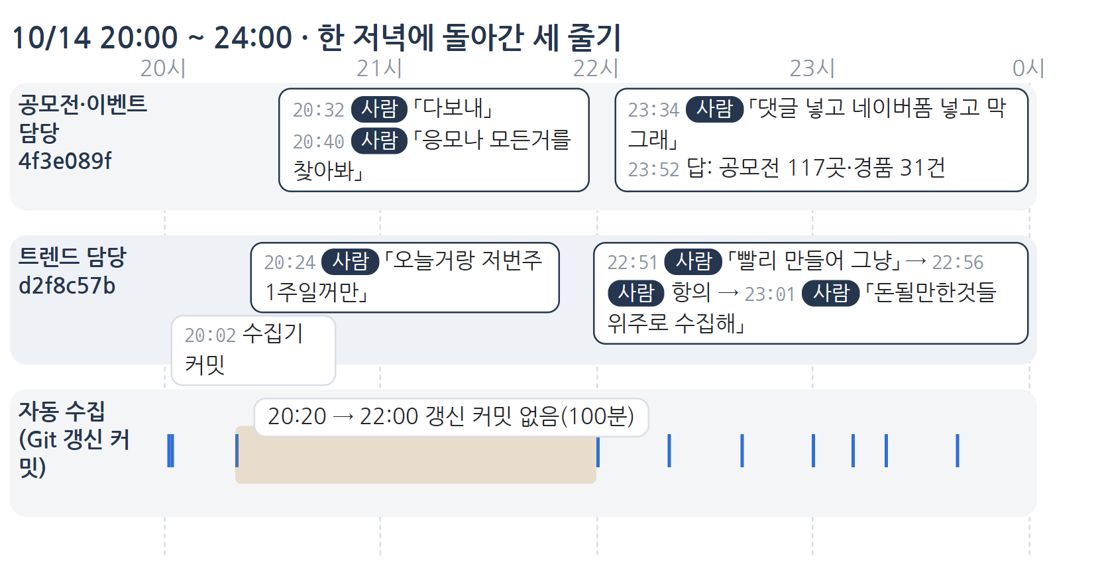 10/14 20:00 ~ 24:00 · 한 저녁에 돌아간 세 줄기
20시 21시 22시 23시 0시
공모전·이벤트
담당
4f3e089f
20:32 사람 「다보내」
20:40 사람 「응모나 모든거를
찾아봐」
23:34 사람 「댓글 넣고 네이버폼 넣고 막
그래」
23:52 답: 공모전 117곳·경품 31건
트렌드 담당
d2f8c57b
20:24 사람 「오늘거랑 저번주
1주일꺼만」
22:51 사람 「빨리 만들어 그냥」 → 22:56
사람 항의 → 23:01 사람 「돈될만한것들
위주로 수집해」
20:02 수집기
커밋
자동 수집
(Git 갱신 커
밋)
20:20 → 22:00 갱신 커밋 없음(100분)